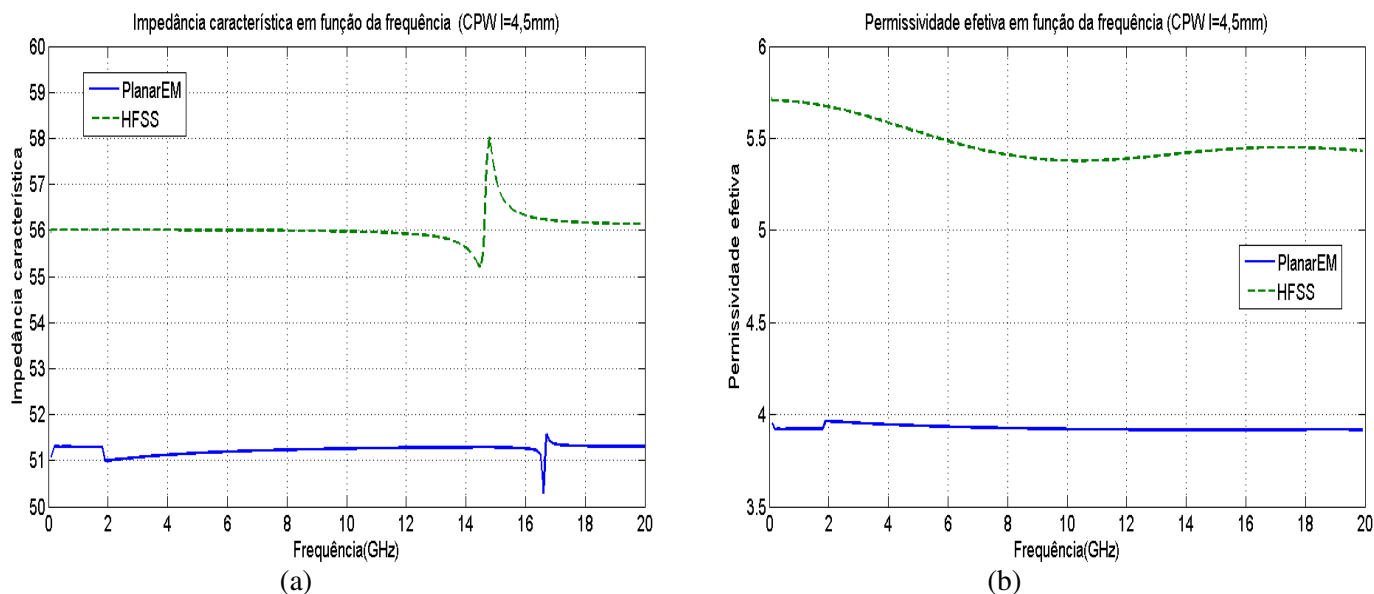 Impedância característica em função da frequência (CPW l=4,5mm)
60
59
58
57
56
55
54
53
52
51
50
PlanarEM
HFSS
Impedância característica
0 2 4 6 8 10 12 14 16 18 20
Frequência(GHz)
(a)
Permissividade efetiva em função da frequência (CPW l=4,5mm)
6
5.5
5
4.5
4
3.5
PlanarEM
HFSS
Permissividade efetiva
0 2 4 6 8 10 12 14 16 18 20
Frequência(GHz)
(b)